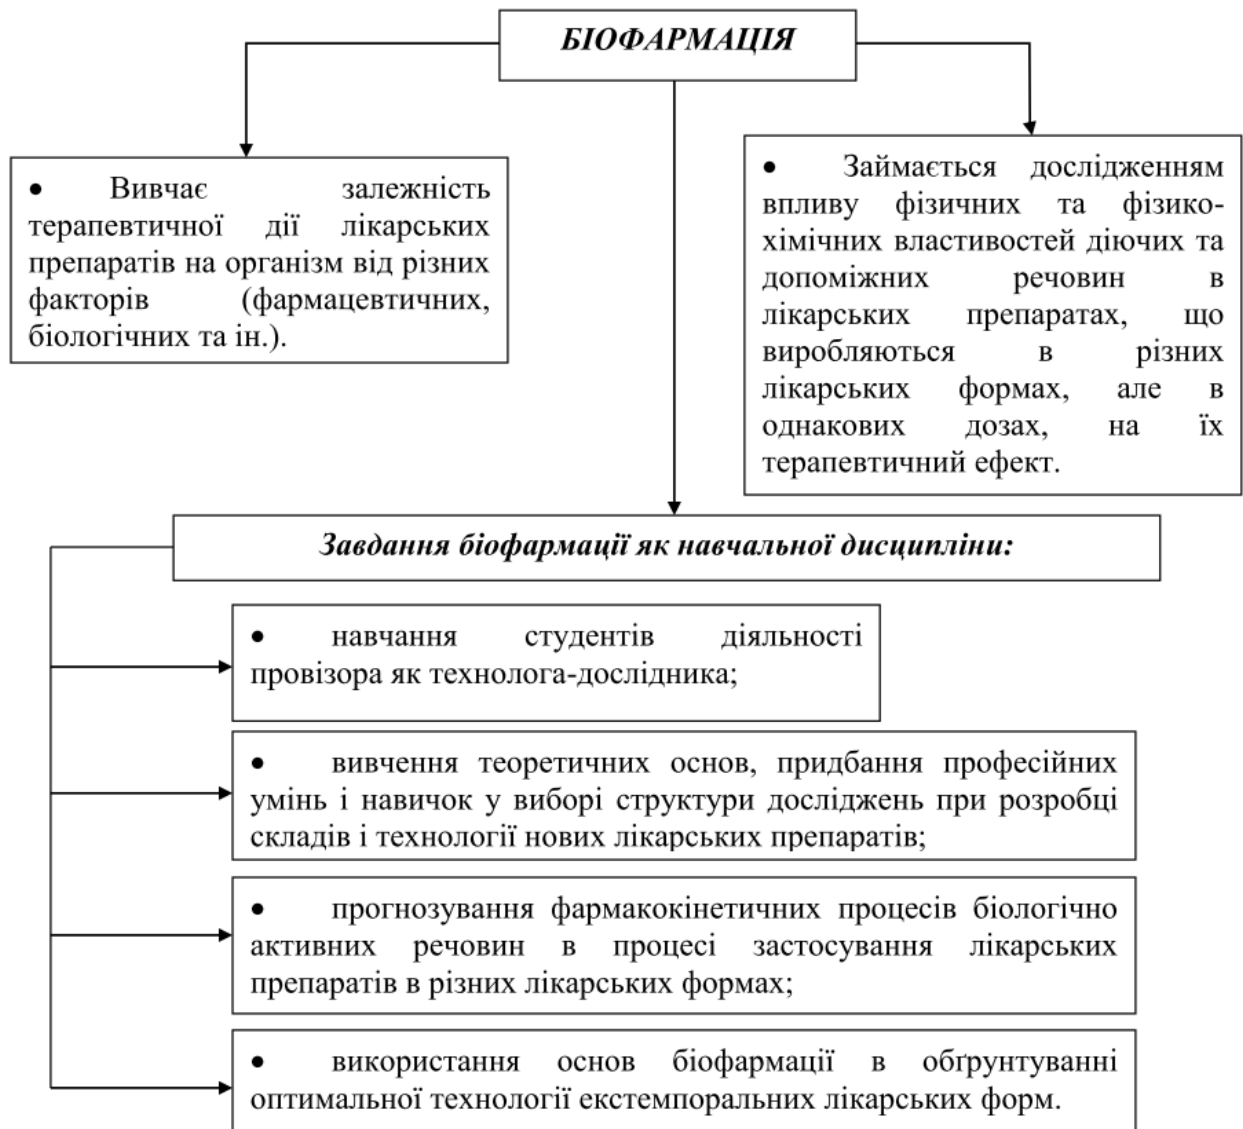 БІОФАРМАЦІЯ
• Вивчає залежність
терапевтичної дії лікарських
препаратів на організм від різних
факторів (фармацевтичних,
біологічних та ін.).
• Займається дослідженням
впливу фізичних та фізико-
хімічних властивостей діючих та
допоміжних речовин в
лікарських препаратах, що
виробляються в різних
лікарських формах, але в
однакових дозах, на їх
терапевтичний ефект.
Завдання біофармації як навчальної дисципліни:
• навчання студентів діяльності
провізора як технолога-дослідника;
• вивчення теоретичних основ, придбання професійних
умінь і навичок у виборі структури досліджень при розробці
складів і технології нових лікарських препаратів;
• прогнозування фармакокінетичних процесів біологічно
активних речовин в процесі застосування лікарських
препаратів в різних лікарських формах;
• використання основ біофармації в обґрунтуванні
оптимальної технології екстемпоральних лікарських форм.